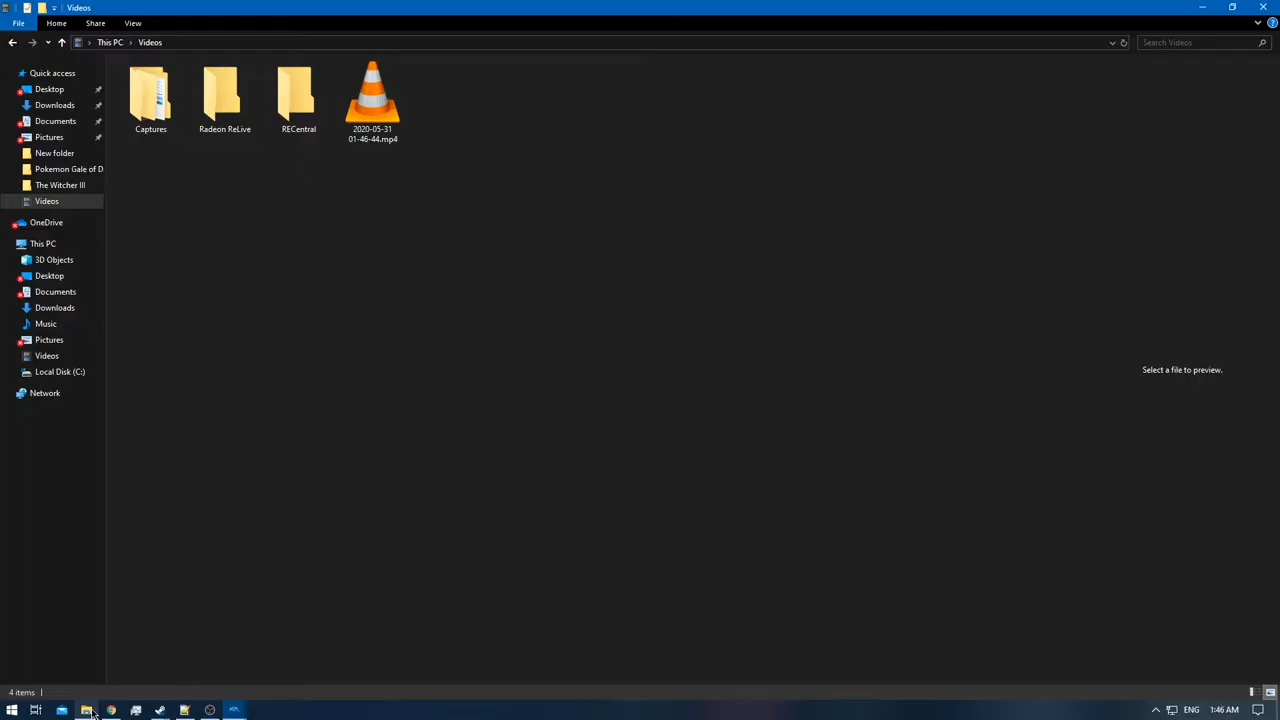 Videos
File Home Share View
This PC Videos
Search Videos
Quick access
Desktop
Downloads
Documents
Pictures
New folder
Pokemon Gale of D
The Witcher III
Videos
OneDrive
This PC
3D Objects
Desktop
Documents
Downloads
Music
Pictures
Videos
Local Disk (C:)
Network
Captures
Radeon ReLive
RECentral
2020-05-31
01-46-44.mp4
Select a file to preview.
4 items
ENG 1:46 AM